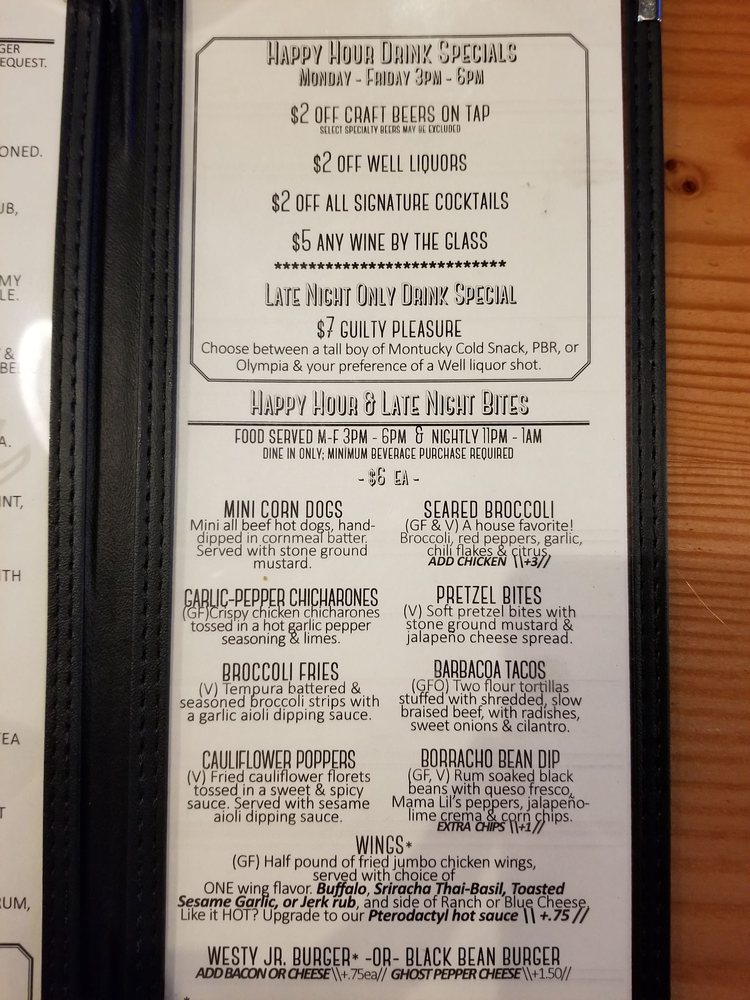 GER
EQUEST.
ONED.
UB,
MY
LE.
&
BE
A.
INT,
ITH
TEA
T
RUM,
HAPPY HOUR DRINK SPECIALS
MONDAY - FRIDAY 3PM - 6PM
$2 OFF CRAFT BEERS ON TAP
SELECT SPECIALTY BEERS MAY BE EXCLUDED
$2 OFF WELL LIQUORS
$2 OFF ALL SIGNATURE COCKTAILS
$5 ANY WINE BY THE GLASS
**************************
LATE NIGHT ONLY DRINK SPECIAL
$7 GUILTY PLEASURE
Choose between a tall boy of Montucky Cold Snack, PBR, or
Olympia & your preference of a Well liquor shot.
HAPPY HOUR & LATE NIGHT BITES
FOOD SERVED M-F 3PM - 6PM & NIGHTLY 11PM - 1AM
DINE IN ONLY; MINIMUM BEVERAGE PURCHASE REQUIRED
- $6 EA -
MINI CORN DOGS
Mini all beef hot dogs, hand-
dipped in cornmeal batter.
Served with stone ground
mustard.
SEARED BROCCOLI
(GF & V) A house favorite!
Broccoli, red peppers, garlic,
chili flakes & citrus.
ADD CHICKEN \\+3//
GARLIC-PEPPER CHICHARONES
(GF)Crispy chicken chicharones
tossed in a hot garlic pepper
seasoning & limes.
PRETZEL BITES
(V) Soft pretzel bites with
stone ground mustard &
jalapeño cheese spread.
BROCCOLI FRIES
(V) Tempura battered &
seasoned broccoli strips with
a garlic aioli dipping sauce.
BARBACOA TACOS
(GFO) Two flour tortillas
stuffed with shredded, slow
braised beef, with radishes,
sweet onions & cilantro.
CAULIFLOWER POPPERS
(V) Fried cauliflower florets
tossed in a sweet & spicy
sauce. Served with sesame
aioli dipping sauce.
BORRACHO BEAN DIP
(GF, V) Rum soaked black
beans with queso fresco,
Mama Lil's peppers, jalapeño-
lime crema & corn chips.
EXTRA CHIPS \\+1//
WINGS*
(GF) Half pound of fried jumbo chicken wings,
served with choice of
ONE wing flavor. Buffalo, Sriracha Thai-Basil, Toasted
Sesame Garlic, or Jerk rub, and side of Ranch or Blue Cheese.
Like it HOT? Upgrade to our Pterodactyl hot sauce \\ +.75 //
WESTY JR. BURGER* -OR- BLACK BEAN BURGER
ADD BACON OR CHEESE\\+.75ea// GHOST PEPPER CHEESE\\+1.50//